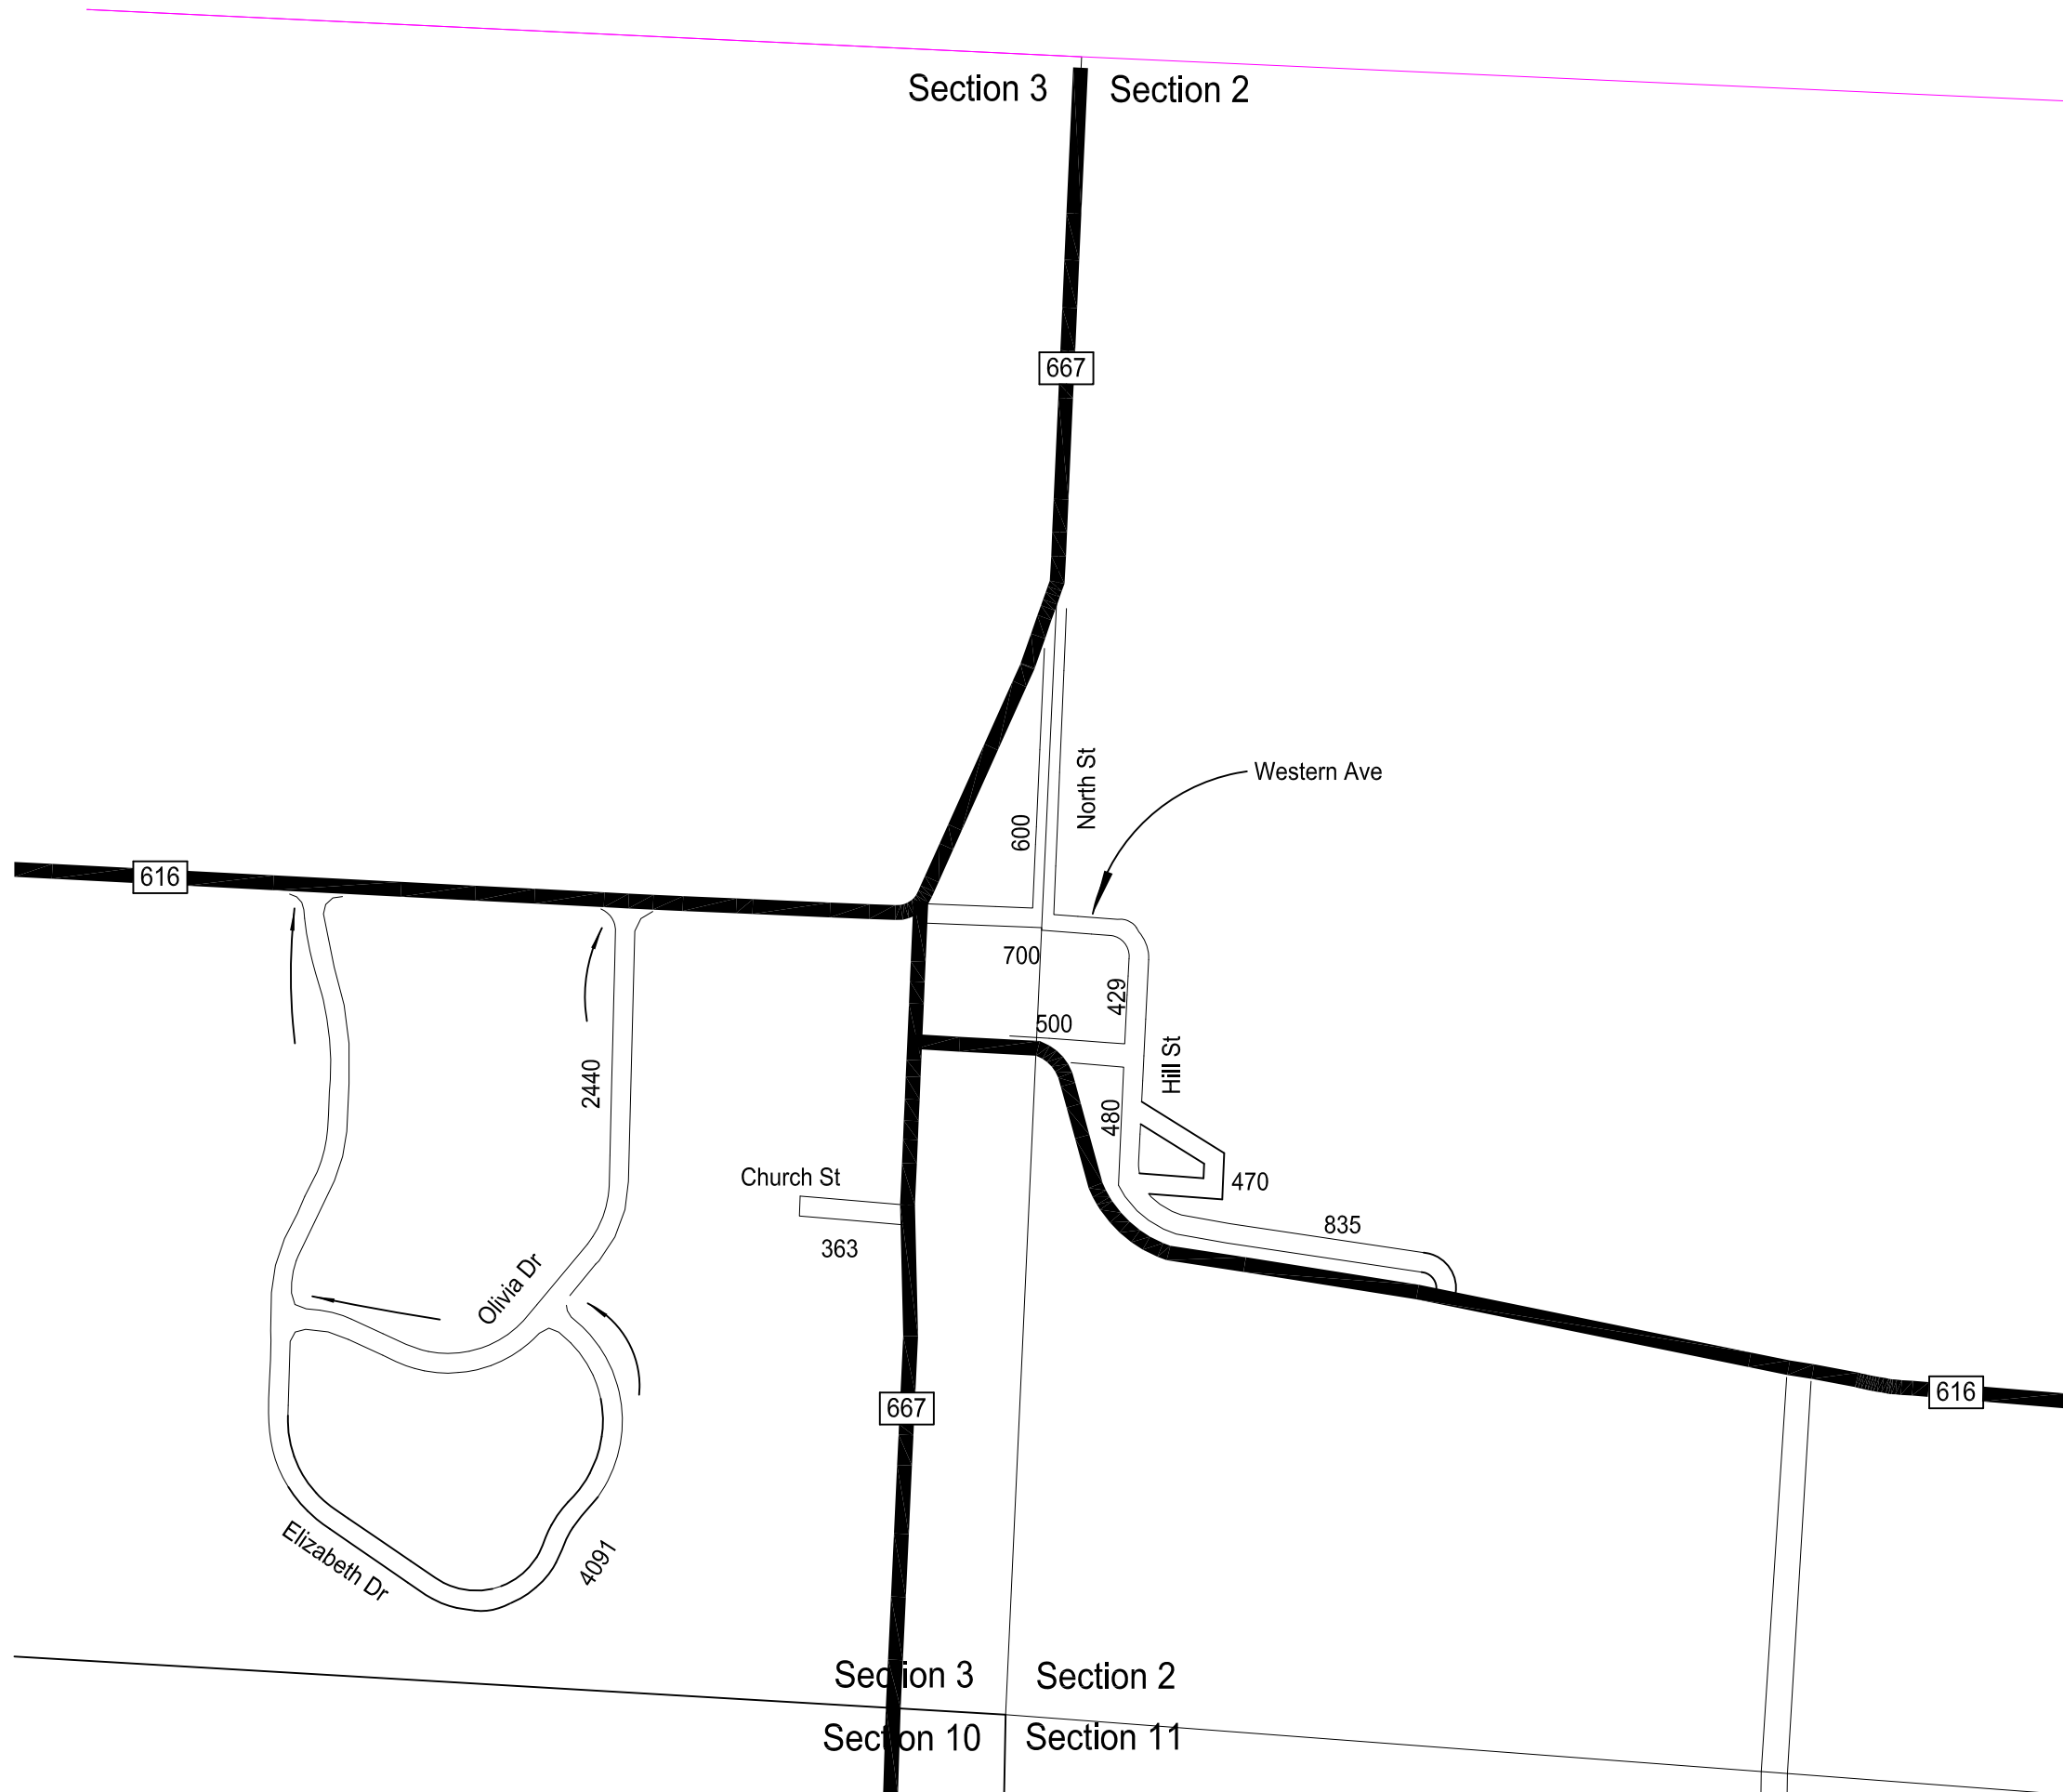 Section 3
Section 2
667
North St
Western Ave
600
616
700
429
500
Hill St
2440
480
Church St
470
363
835
Olivia Dr
616
667
Elizabeth Dr
4091
Section 3
Section 2
Section 10
Section 11